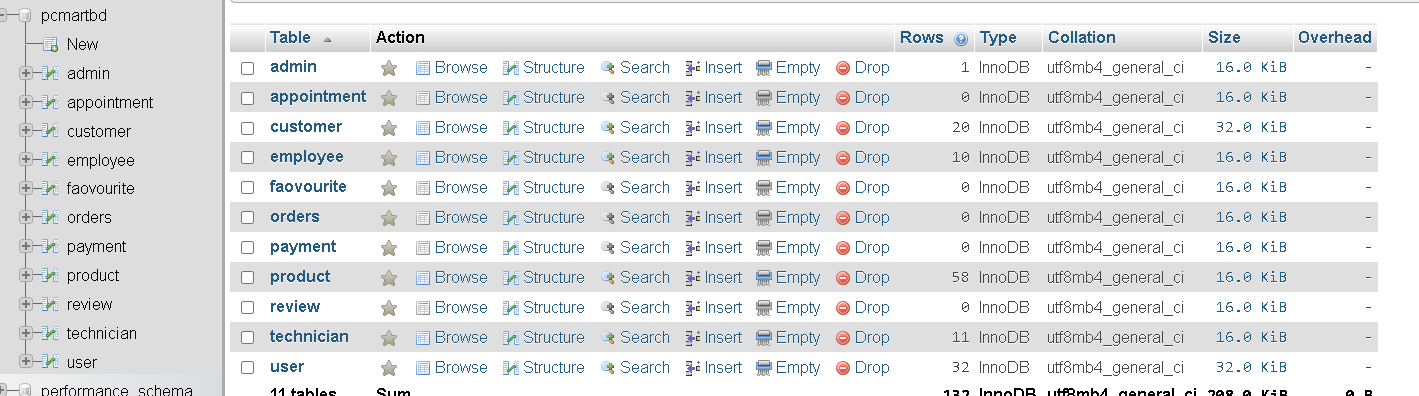 pcmartbd
New
admin
appointment
customer
employee
faovourite
orders
payment
product
review
technician
user
performance_schema
Table Action Rows Type Collation Size Overhead
admin Browse Structure Search Insert Empty Drop 1 InnoDB utf8mb4_general_ci 16.0 KiB -
appointment Browse Structure Search Insert Empty Drop 0 InnoDB utf8mb4_general_ci 16.0 KiB -
customer Browse Structure Search Insert Empty Drop 20 InnoDB utf8mb4_general_ci 32.0 KiB -
employee Browse Structure Search Insert Empty Drop 10 InnoDB utf8mb4_general_ci 16.0 KiB -
faovourite Browse Structure Search Insert Empty Drop 0 InnoDB utf8mb4_general_ci 16.0 KiB -
orders Browse Structure Search Insert Empty Drop 0 InnoDB utf8mb4_general_ci 16.0 KiB -
payment Browse Structure Search Insert Empty Drop 0 InnoDB utf8mb4_general_ci 16.0 KiB -
product Browse Structure Search Insert Empty Drop 58 InnoDB utf8mb4_general_ci 16.0 KiB -
review Browse Structure Search Insert Empty Drop 0 InnoDB utf8mb4_general_ci 16.0 KiB -
technician Browse Structure Search Insert Empty Drop 11 InnoDB utf8mb4_general_ci 16.0 KiB -
user Browse Structure Search Insert Empty Drop 32 InnoDB utf8mb4_general_ci 32.0 KiB -
11 tables Sum 132 InnoDB utf8mb4_general_ci 208.0 KiB 0 B